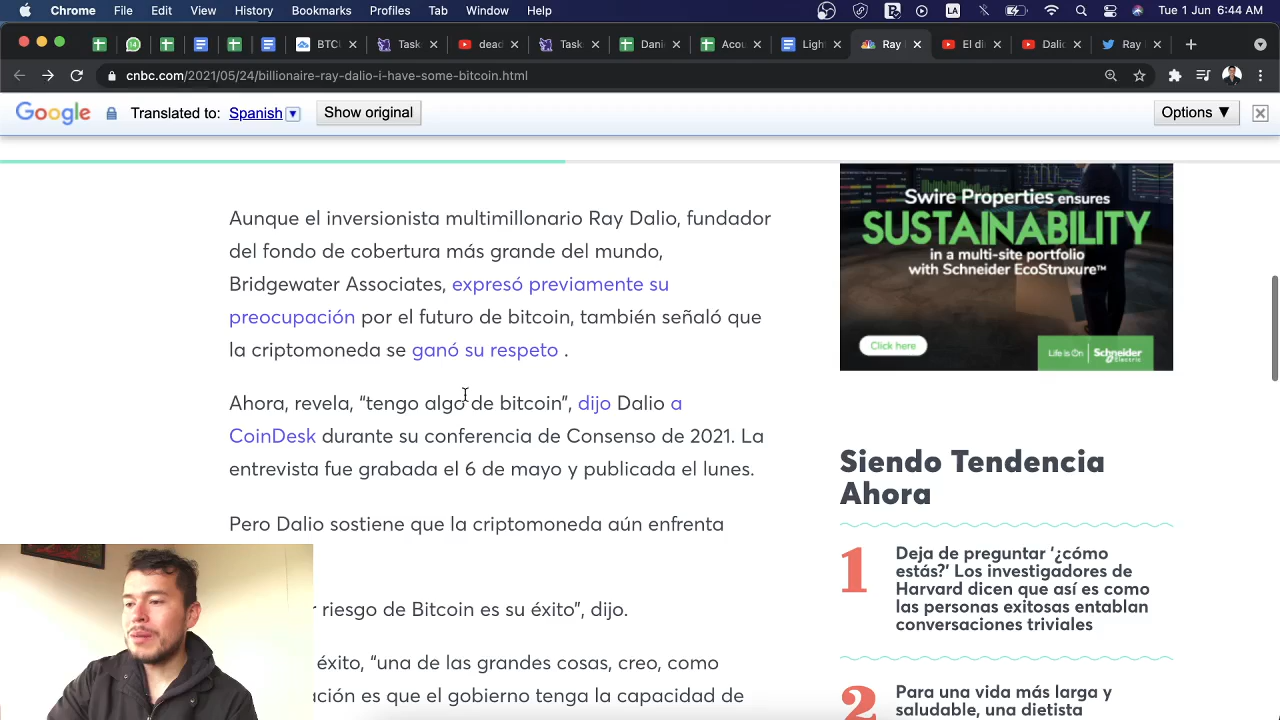 Chrome File Edit View History Bookmarks Profiles Tab Window Help
LA
Tue 1 Jun 6:44 AM
BTC
Task
dead
Task
Dani
Acou
Light
Ray
El di
Dalio
Ray
cnbc.com/2021/05/24/billionaire-ray-dalio-i-have-some-bitcoin.html
Google
Translated to: Spanish
Show original
Options
Aunque el inversionista multimillonario Ray Dalio, fundador
del fondo de cobertura más grande del mundo,
Bridgewater Associates, expresó previamente su
preocupación por el futuro de bitcoin, también señaló que
la criptomoneda se ganó su respeto .
Ahora, revela, “tengo algo de bitcoin”, dijo Dalio a
CoinDesk durante su conferencia de Consenso de 2021. La
entrevista fue grabada el 6 de mayo y publicada el lunes.
Pero Dalio sostiene que la criptomoneda aún enfrenta
riesgo de Bitcoin es su éxito”, dijo.
éxito, “una de las grandes cosas, creo, como
ción es que el gobierno tenga la capacidad de
Swire Properties ensures
SUSTAINABILITY
in a multi-site portfolio
with Schneider EcoStruxure™
Click here
Life Is On
Schneider
Electric
Siendo Tendencia
Ahora
1
Deja de preguntar '¿cómo
estás?' Los investigadores de
Harvard dicen que así es como
las personas exitosas entablan
conversaciones triviales
2
Para una vida más larga y
saludable, una dietista